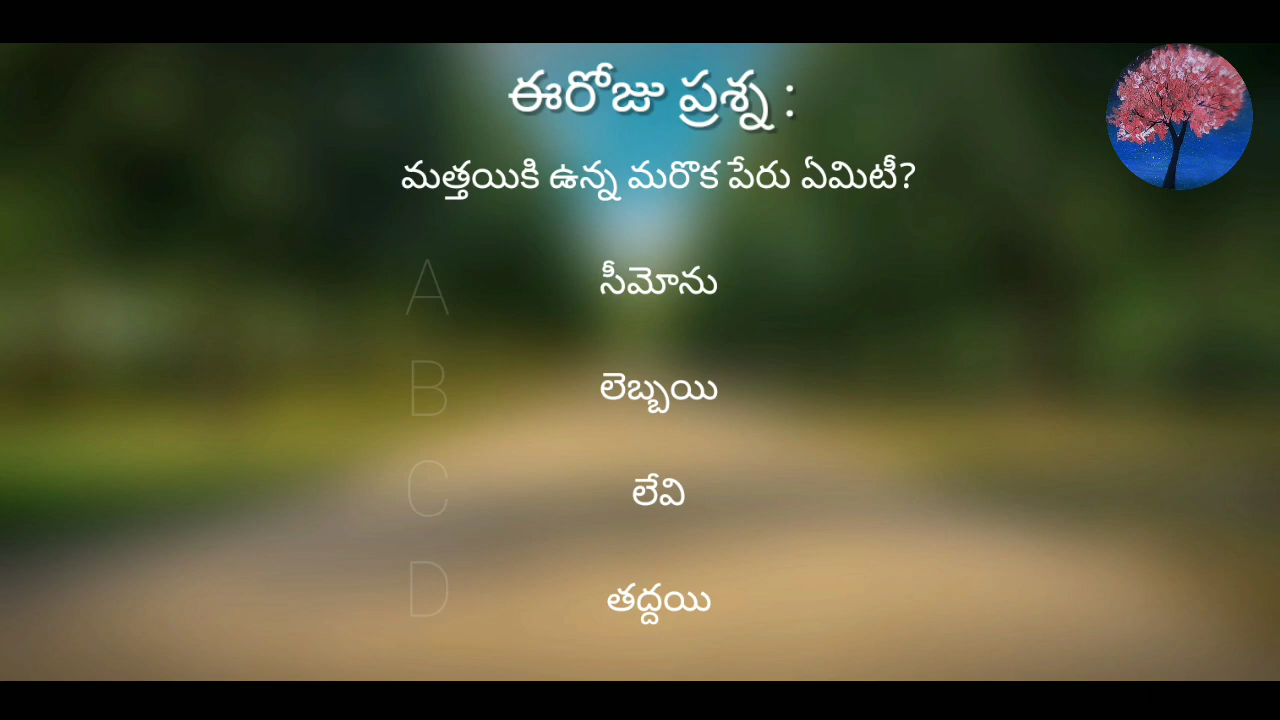 ఈరోజు ప్రశ్న :
మత్తయికి ఉన్న మరొక పేరు ఏమిటీ?
A సీమోను
B లెబ్బయి
C లేవి
D తద్దయి